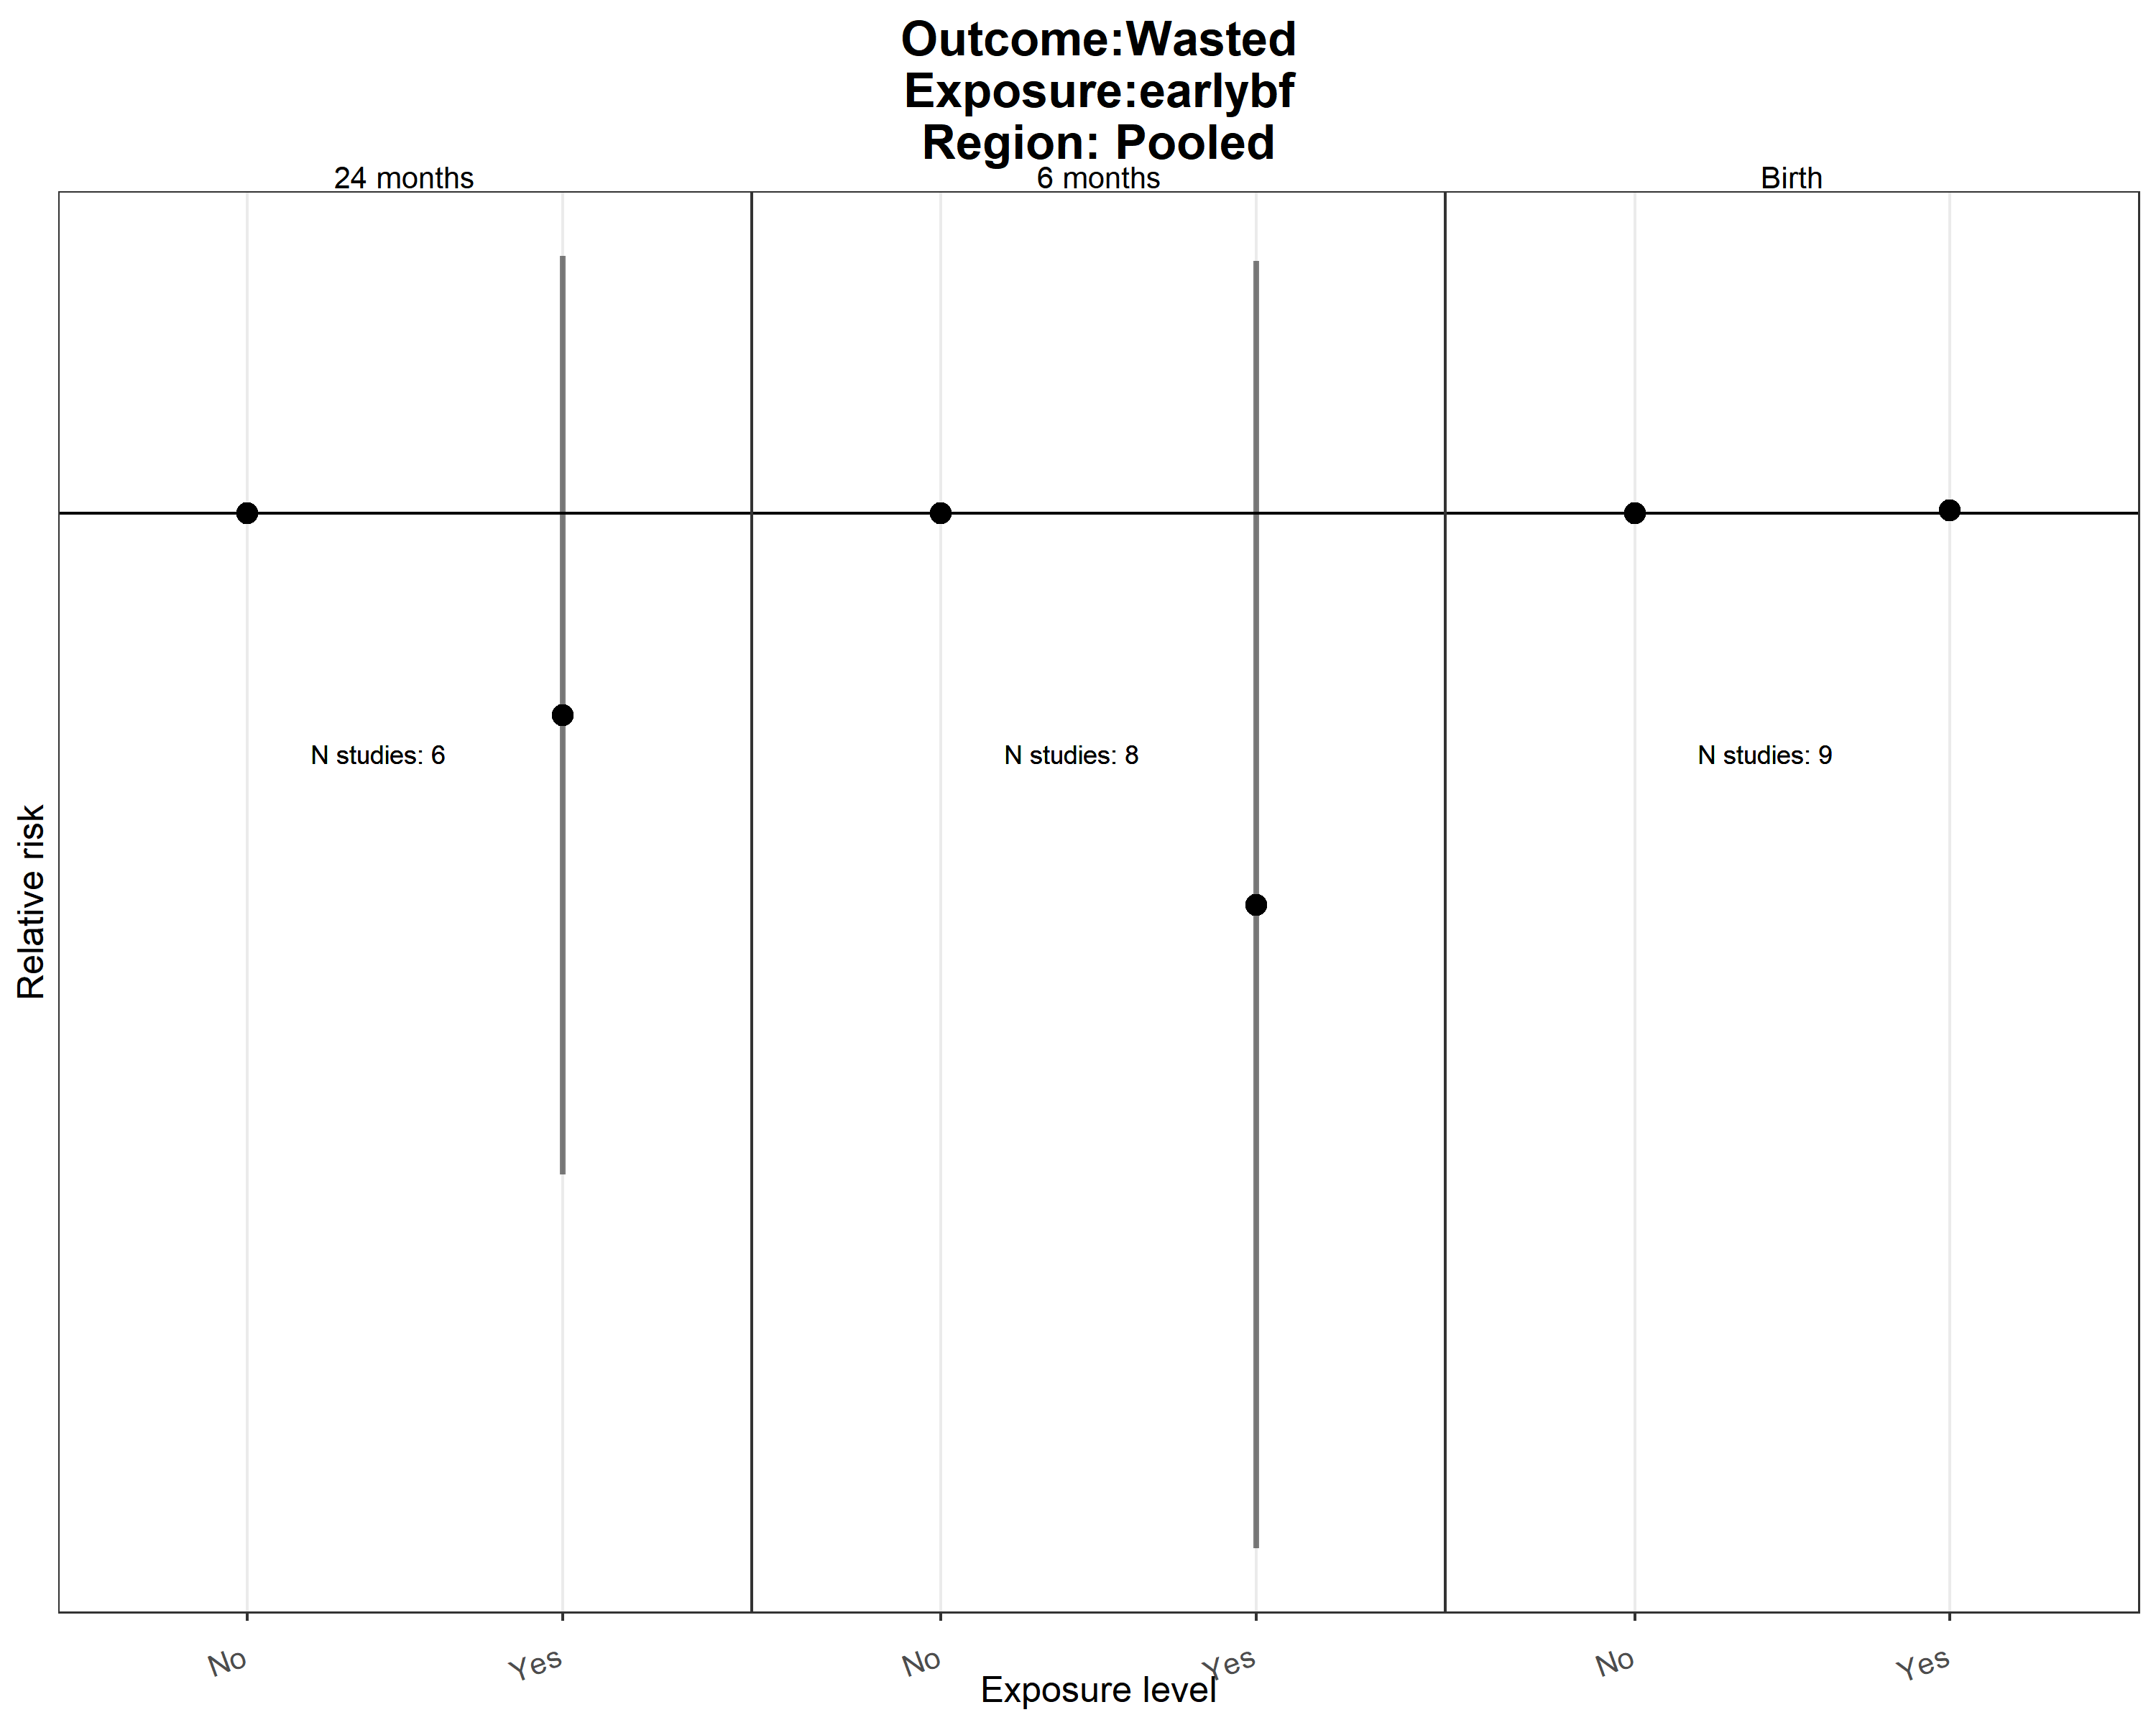 Outcome:Wasted
Exposure:earlybf
Region: Pooled
24 months
6 months
Birth
N studies: 6
N studies: 8
N studies: 9
Relative risk
No
Yes
No
Yes
No
Yes
Exposure level